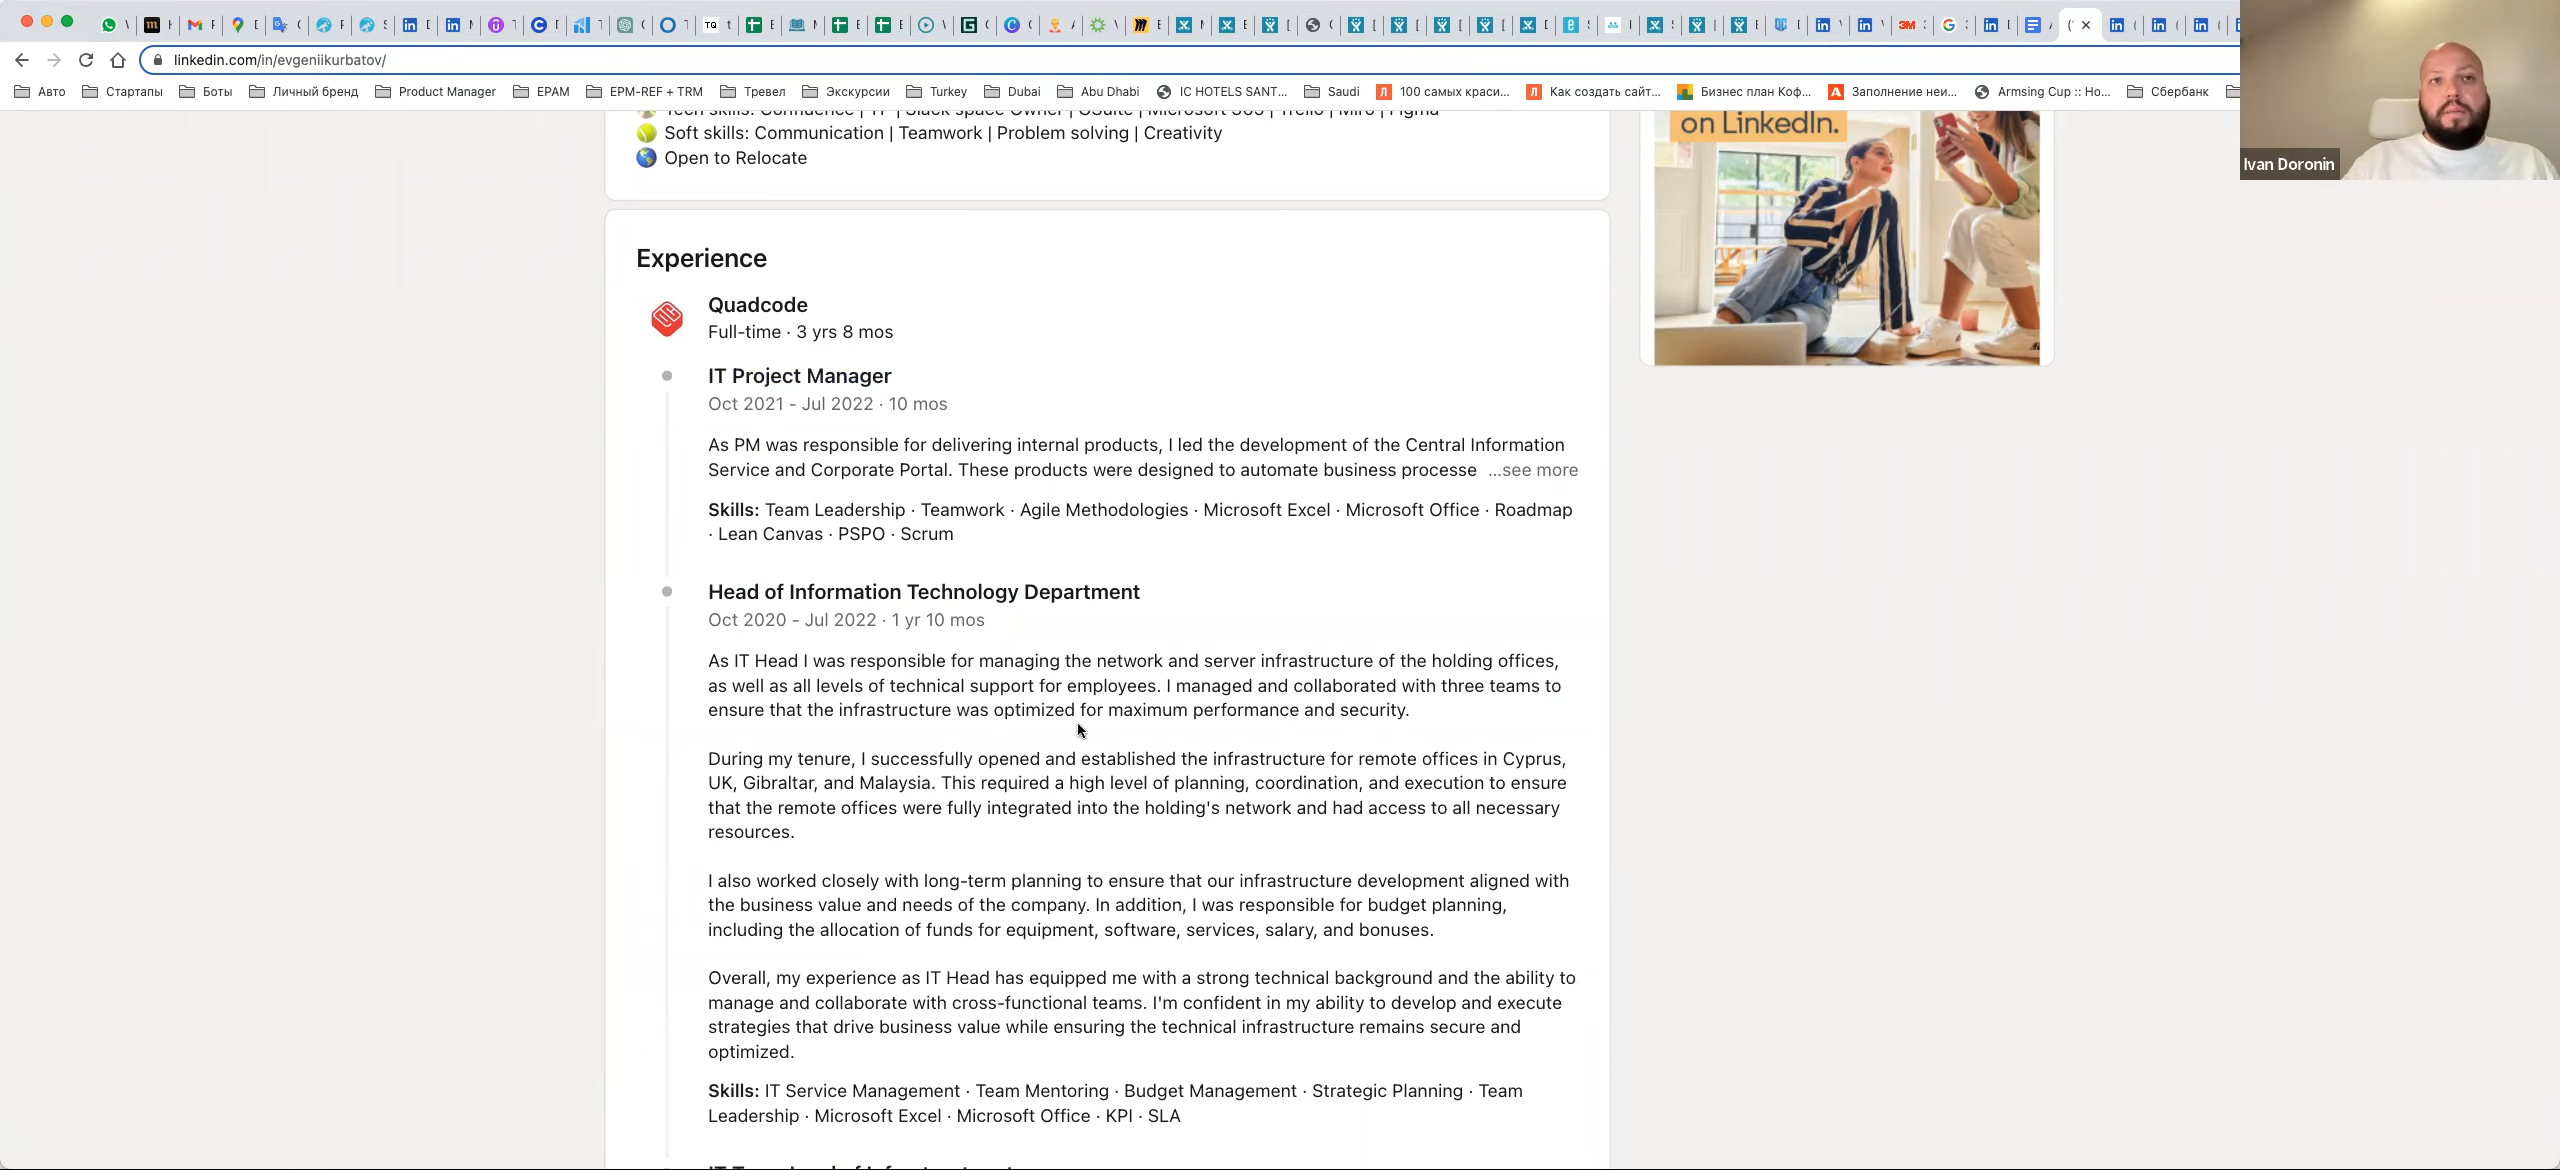 linkedin.com/in/evgeniikurbatov/
Авто
Стартапы
Боты
Личный бренд
Product Manager
EPAM
EPM-REF + TRM
Тревел
Экскурсии
Turkey
Dubai
Abu Dhabi
IC HOTELS SANT...
Saudi
100 самых краси...
Как создать сайт...
Бизнес план Коф...
Заполнение неи...
Armsing Cup :: Ho...
Сбербанк
Ivan Doronin
on LinkedIn.
Soft skills: Communication | Teamwork | Problem solving | Creativity
Open to Relocate
Experience
Quadcode
Full-time · 3 yrs 8 mos
IT Project Manager
Oct 2021 - Jul 2022 · 10 mos
As PM was responsible for delivering internal products, I led the development of the Central Information
Service and Corporate Portal. These products were designed to automate business processe ...see more
Skills: Team Leadership · Teamwork · Agile Methodologies · Microsoft Excel · Microsoft Office · Roadmap
· Lean Canvas · PSPO · Scrum
Head of Information Technology Department
Oct 2020 - Jul 2022 · 1 yr 10 mos
As IT Head I was responsible for managing the network and server infrastructure of the holding offices,
as well as all levels of technical support for employees. I managed and collaborated with three teams to
ensure that the infrastructure was optimized for maximum performance and security.
During my tenure, I successfully opened and established the infrastructure for remote offices in Cyprus,
UK, Gibraltar, and Malaysia. This required a high level of planning, coordination, and execution to ensure
that the remote offices were fully integrated into the holding's network and had access to all necessary
resources.
I also worked closely with long-term planning to ensure that our infrastructure development aligned with
the business value and needs of the company. In addition, I was responsible for budget planning,
including the allocation of funds for equipment, software, services, salary, and bonuses.
Overall, my experience as IT Head has equipped me with a strong technical background and the ability to
manage and collaborate with cross-functional teams. I'm confident in my ability to develop and execute
strategies that drive business value while ensuring the technical infrastructure remains secure and
optimized.
Skills: IT Service Management · Team Mentoring · Budget Management · Strategic Planning · Team
Leadership · Microsoft Excel · Microsoft Office · KPI · SLA